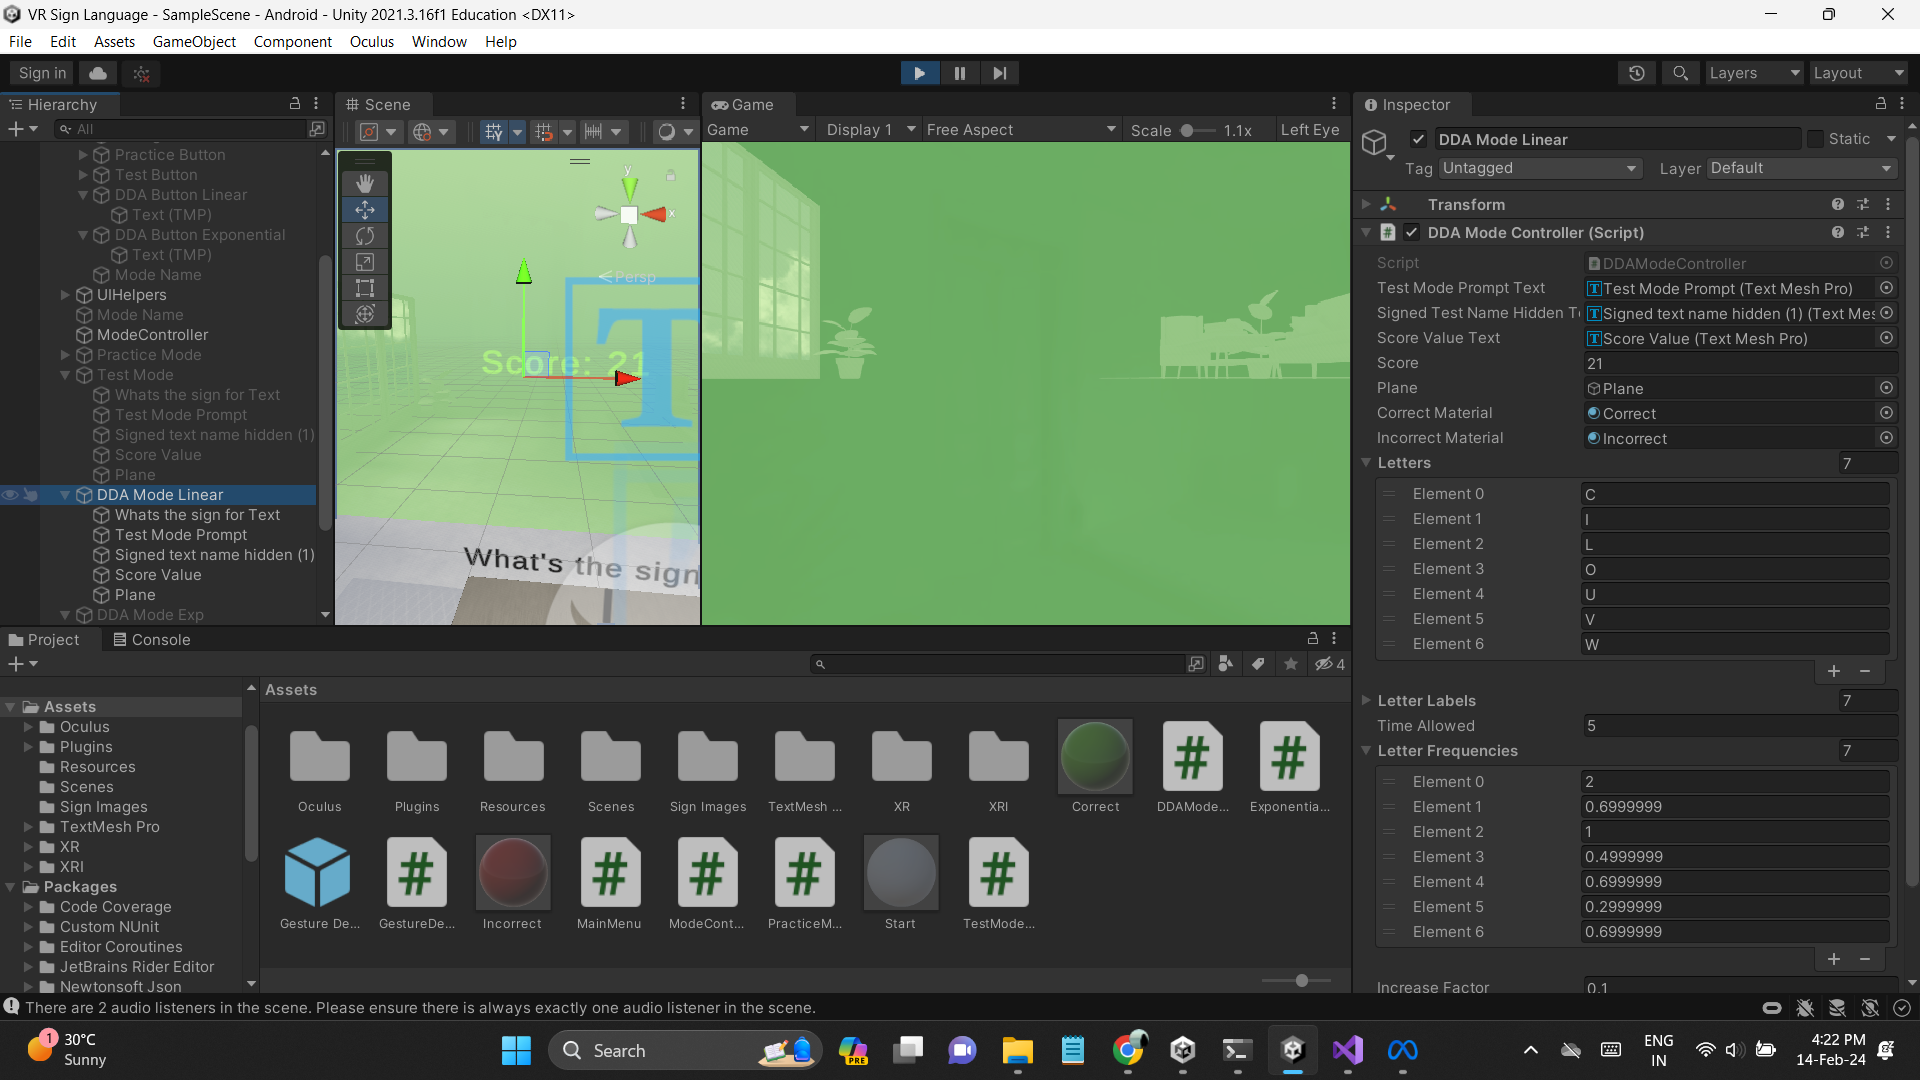 VR Sign Language - SampleScene - Android - Unity 2021.3.16f1 Education <DX11>
File Edit Assets GameObject Component Oculus Window Help
Sign in
Layers
Layout
Hierarchy
All
Practice Button
Test Button
DDA Button Linear
Text (TMP)
DDA Button Exponential
Text (TMP)
Mode Name
UIHelpers
Mode Name
ModeController
Practice Mode
Test Mode
Whats the sign for Text
Test Mode Prompt
Signed text name hidden (1)
Score Value
Plane
DDA Mode Linear
Whats the sign for Text
Test Mode Prompt
Signed text name hidden (1)
Score Value
Plane
DDA Mode Exp
Scene
y
x
Persp
Score: 21
T
What's the sign
Game
Game Display 1 Free Aspect Scale 1.1x Left Eye
Inspector
DDA Mode Linear Static
Tag Untagged Layer Default
Transform
DDA Mode Controller (Script)
Script DDAModeController
Test Mode Prompt Text Test Mode Prompt (Text Mesh Pro)
Signed Test Name Hidden T Signed text name hidden (1) (Text Mes
Score Value Text Score Value (Text Mesh Pro)
Score 21
Plane Plane
Correct Material Correct
Incorrect Material Incorrect
Letters 7
Element 0 C
Element 1 I
Element 2 L
Element 3 O
Element 4 U
Element 5 V
Element 6 W
Letter Labels 7
Time Allowed 5
Letter Frequencies 7
Element 0 2
Element 1 0.6999999
Element 2 1
Element 3 0.4999999
Element 4 0.6999999
Element 5 0.2999999
Element 6 0.6999999
Increase Factor 0.1
Project Console
4
Assets
Oculus
Plugins
Resources
Scenes
Sign Images
TextMesh Pro
XR
XRI
Packages
Code Coverage
Custom NUnit
Editor Coroutines
JetBrains Rider Editor
Newtonsoft Json
Assets
Oculus Plugins Resources Scenes Sign Images TextMesh ... XR XRI Correct DDAMode... Exponentia...
Gesture De... GestureDe... Incorrect MainMenu ModeCont... PracticeM... Start TestMode...
There are 2 audio listeners in the scene. Please ensure there is always exactly one audio listener in the scene.
1
30°C
Sunny
Search
PRE
ENG
IN
4:22 PM
14-Feb-24